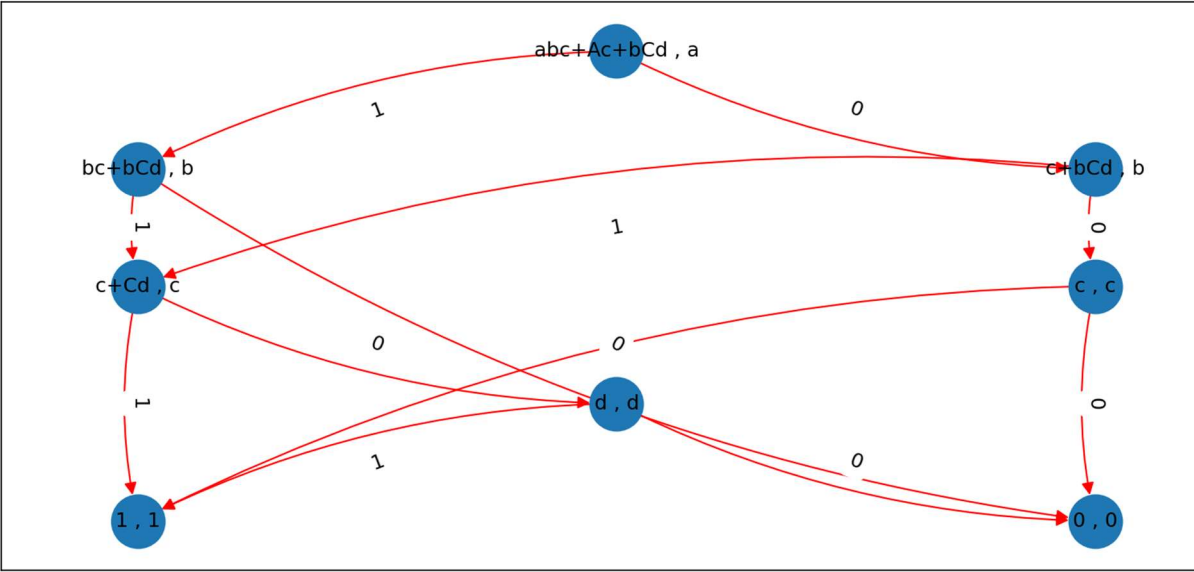 abc+Ac+bCd , a
1
0
bc+bCd , b
c+bCd , b
1
1
0
c+Cd , c
c , c
0
0
1
d , d
0
1
0
1 , 1
0 , 0